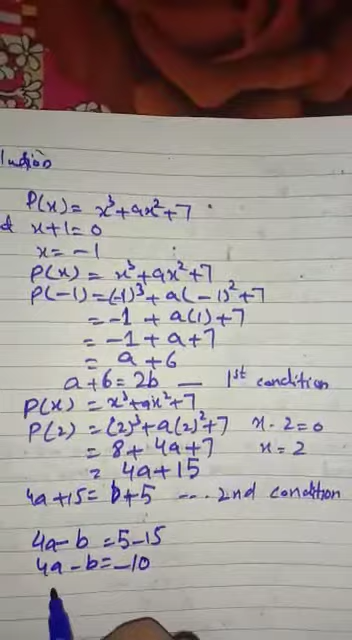 P(x) = x³+ax²+7
x+1=0
x= -1
P(x) = x³+ax²+7
P(-1) = (-1)³+a(-1)²+7
= -1 + a(1)+7
= -1 + a+7
= a+6
a+6=2b — 1st condition
P(x) = x³+ax²+7
P(2) = (2)³+a(2)²+7 x-2=0
= 8+4a+7 x=2
= 4a+15
4a+15= b+5 .... 2nd condition
4a-b =5-15
4a-b=-10